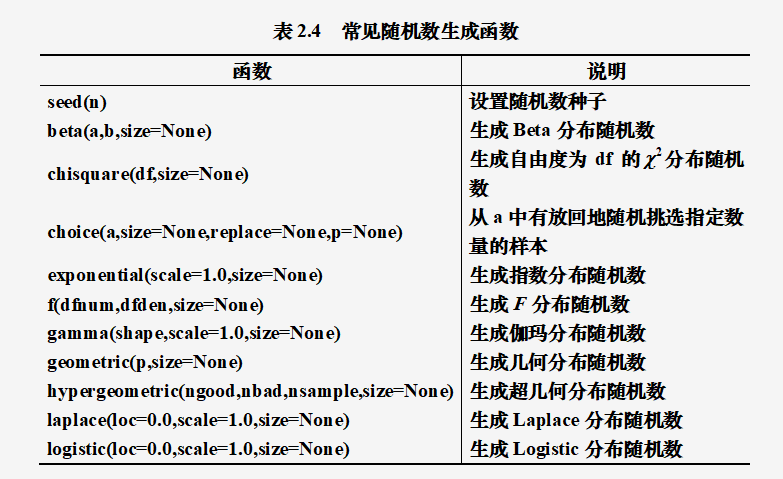 表 2.4 常见随机数生成函数
函数 说明
seed(n) 设置随机数种子
beta(a,b,size=None) 生成 Beta 分布随机数
chisquare(df,size=None) 生成自由度为 df 的 χ² 分布随机
数
choice(a,size=None,replace=None,p=None) 从 a 中有放回地随机挑选指定数
量的样本
exponential(scale=1.0,size=None) 生成指数分布随机数
f(dfnum,dfden,size=None) 生成 F 分布随机数
gamma(shape,scale=1.0,size=None) 生成伽玛分布随机数
geometric(p,size=None) 生成几何分布随机数
hypergeometric(ngood,nbad,nsample,size=None) 生成超几何分布随机数
laplace(loc=0.0,scale=1.0,size=None) 生成 Laplace 分布随机数
logistic(loc=0.0,scale=1.0,size=None) 生成 Logistic 分布随机数